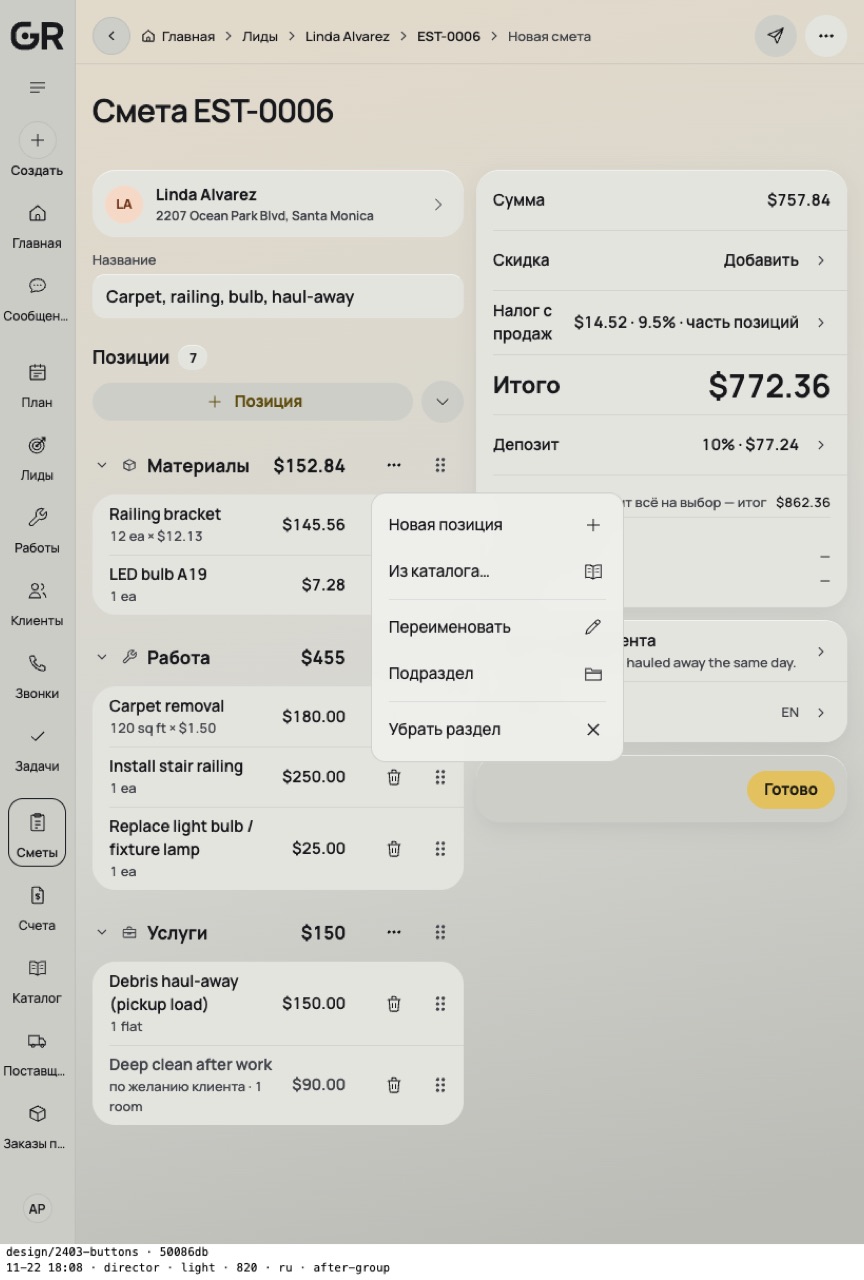 GR
Главная
Лиды
Linda Alvarez
EST-0006
Новая смета
Смета EST-0006
Создать
Главная
Сообщен…
План
Лиды
Работы
Клиенты
Звонки
Задачи
Сметы
Счета
Каталог
Поставщ…
Заказы п…
AP
LA
Linda Alvarez
2207 Ocean Park Blvd, Santa Monica
Название
Carpet, railing, bulb, haul-away
Позиции 7
+ Позиция
Материалы $152.84
Railing bracket
12 ea × $12.13
$145.56
LED bulb A19
1 ea
$7.28
Работа $455
Carpet removal
120 sq ft × $1.50
$180.00
Install stair railing
1 ea
$250.00
Replace light bulb /
fixture lamp
1 ea
$25.00
Услуги $150
Debris haul-away
(pickup load)
1 flat
$150.00
Deep clean after work
по желанию клиента · 1
room
$90.00
Новая позиция
Из каталога…
Переименовать
Подраздел
Убрать раздел
Сумма $757.84
Скидка Добавить
Налог с
продаж
$14.52 · 9.5% · часть позиций
Итого $772.36
Депозит 10% · $77.24
всё на выбор — итог $862.36
–
–
hauled away the same day.
EN
Готово
design/2403-buttons · 50086db
11-22 18:08 · director · light · 820 · ru · after-group